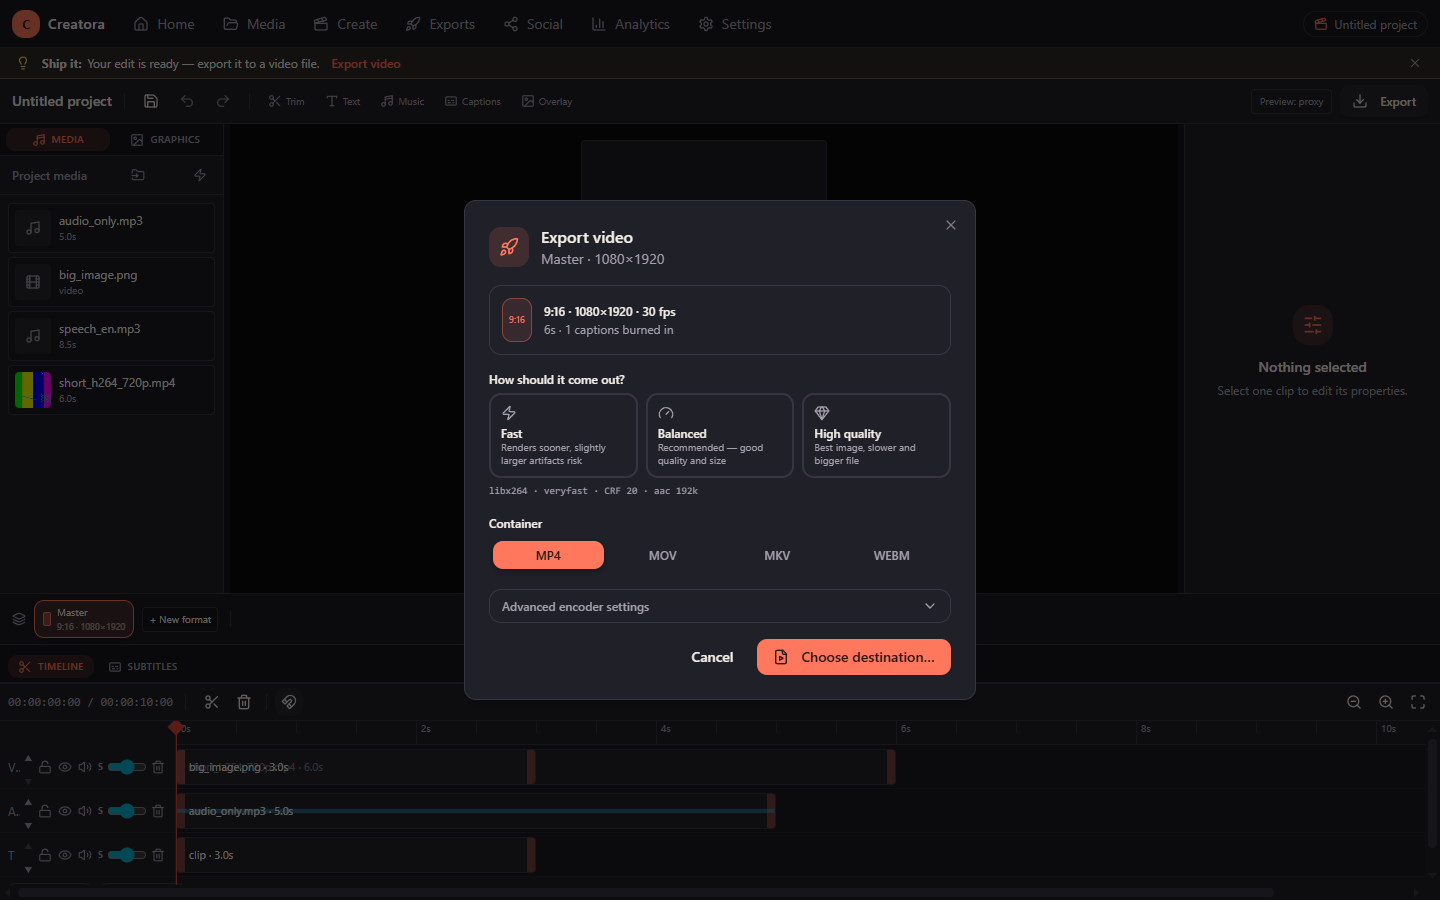 C Creatora Home Media Create Exports Social Analytics Settings Untitled project
Ship it: Your edit is ready — export it to a video file. Export video
Untitled project Trim Text Music Captions Overlay Preview: proxy Export
MEDIA GRAPHICS
Project media
audio_only.mp3
5.0s
big_image.png
video
speech_en.mp3
8.5s
short_h264_720p.mp4
6.0s
Export video
Master · 1080×1920
9:16
9:16 · 1080×1920 · 30 fps
6s · 1 captions burned in
How should it come out?
Fast
Renders sooner, slightly
larger artifacts risk
Balanced
Recommended — good
quality and size
High quality
Best image, slower and
bigger file
libx264 · veryfast · CRF 20 · aac 192k
Container
MP4 MOV MKV WEBM
Advanced encoder settings
Cancel Choose destination...
Nothing selected
Select one clip to edit its properties.
Master
9:16 · 1080×1920
+ New format
TIMELINE SUBTITLES
00:00:00:00 / 00:00:10:00
0s 2s 4s 6s 8s 10s
V.. S big_image.png · 3.0s 4 · 6.0s
A.. S audio_only.mp3 · 5.0s
T S clip · 3.0s